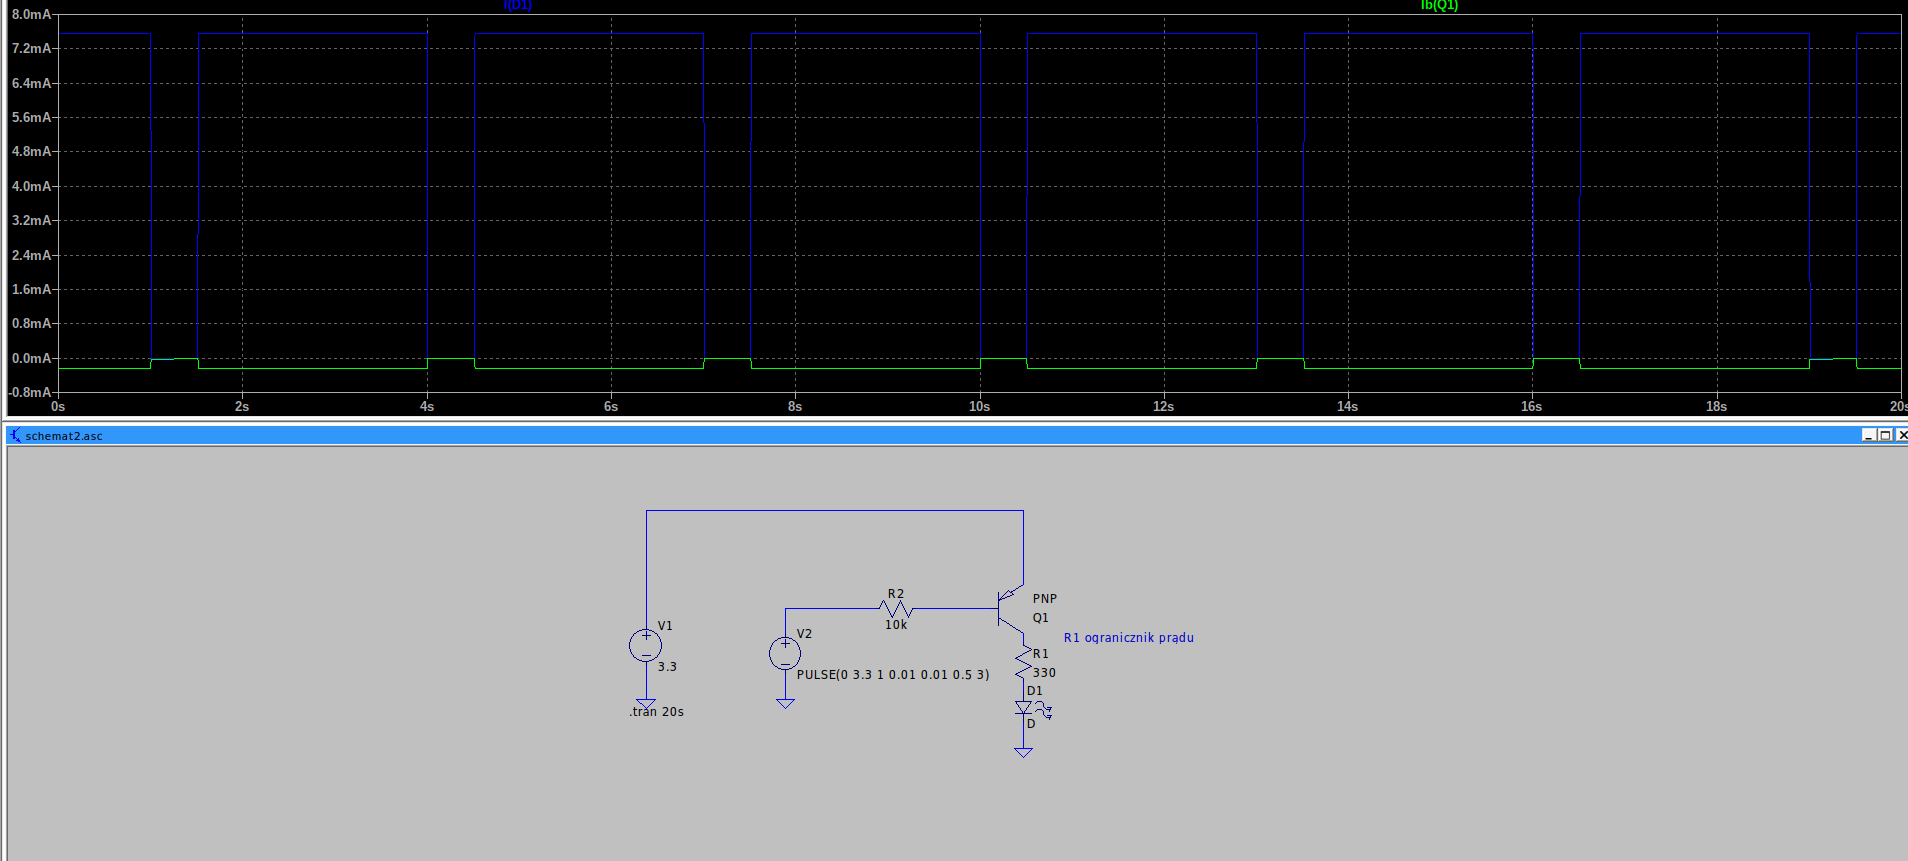 I(D1) Ib(Q1)
8.0mA
7.2mA
6.4mA
5.6mA
4.8mA
4.0mA
3.2mA
2.4mA
1.6mA
0.8mA
0.0mA
-0.8mA
0s 2s 4s 6s 8s 10s 12s 14s 16s 18s 20s
schemat2.asc
R2
10k
PNP
Q1
V1
3.3
V2
PULSE(0 3.3 1 0.01 0.01 0.5 3)
R1 ogranicznik prądu
R1
330
D1
D
.tran 20s